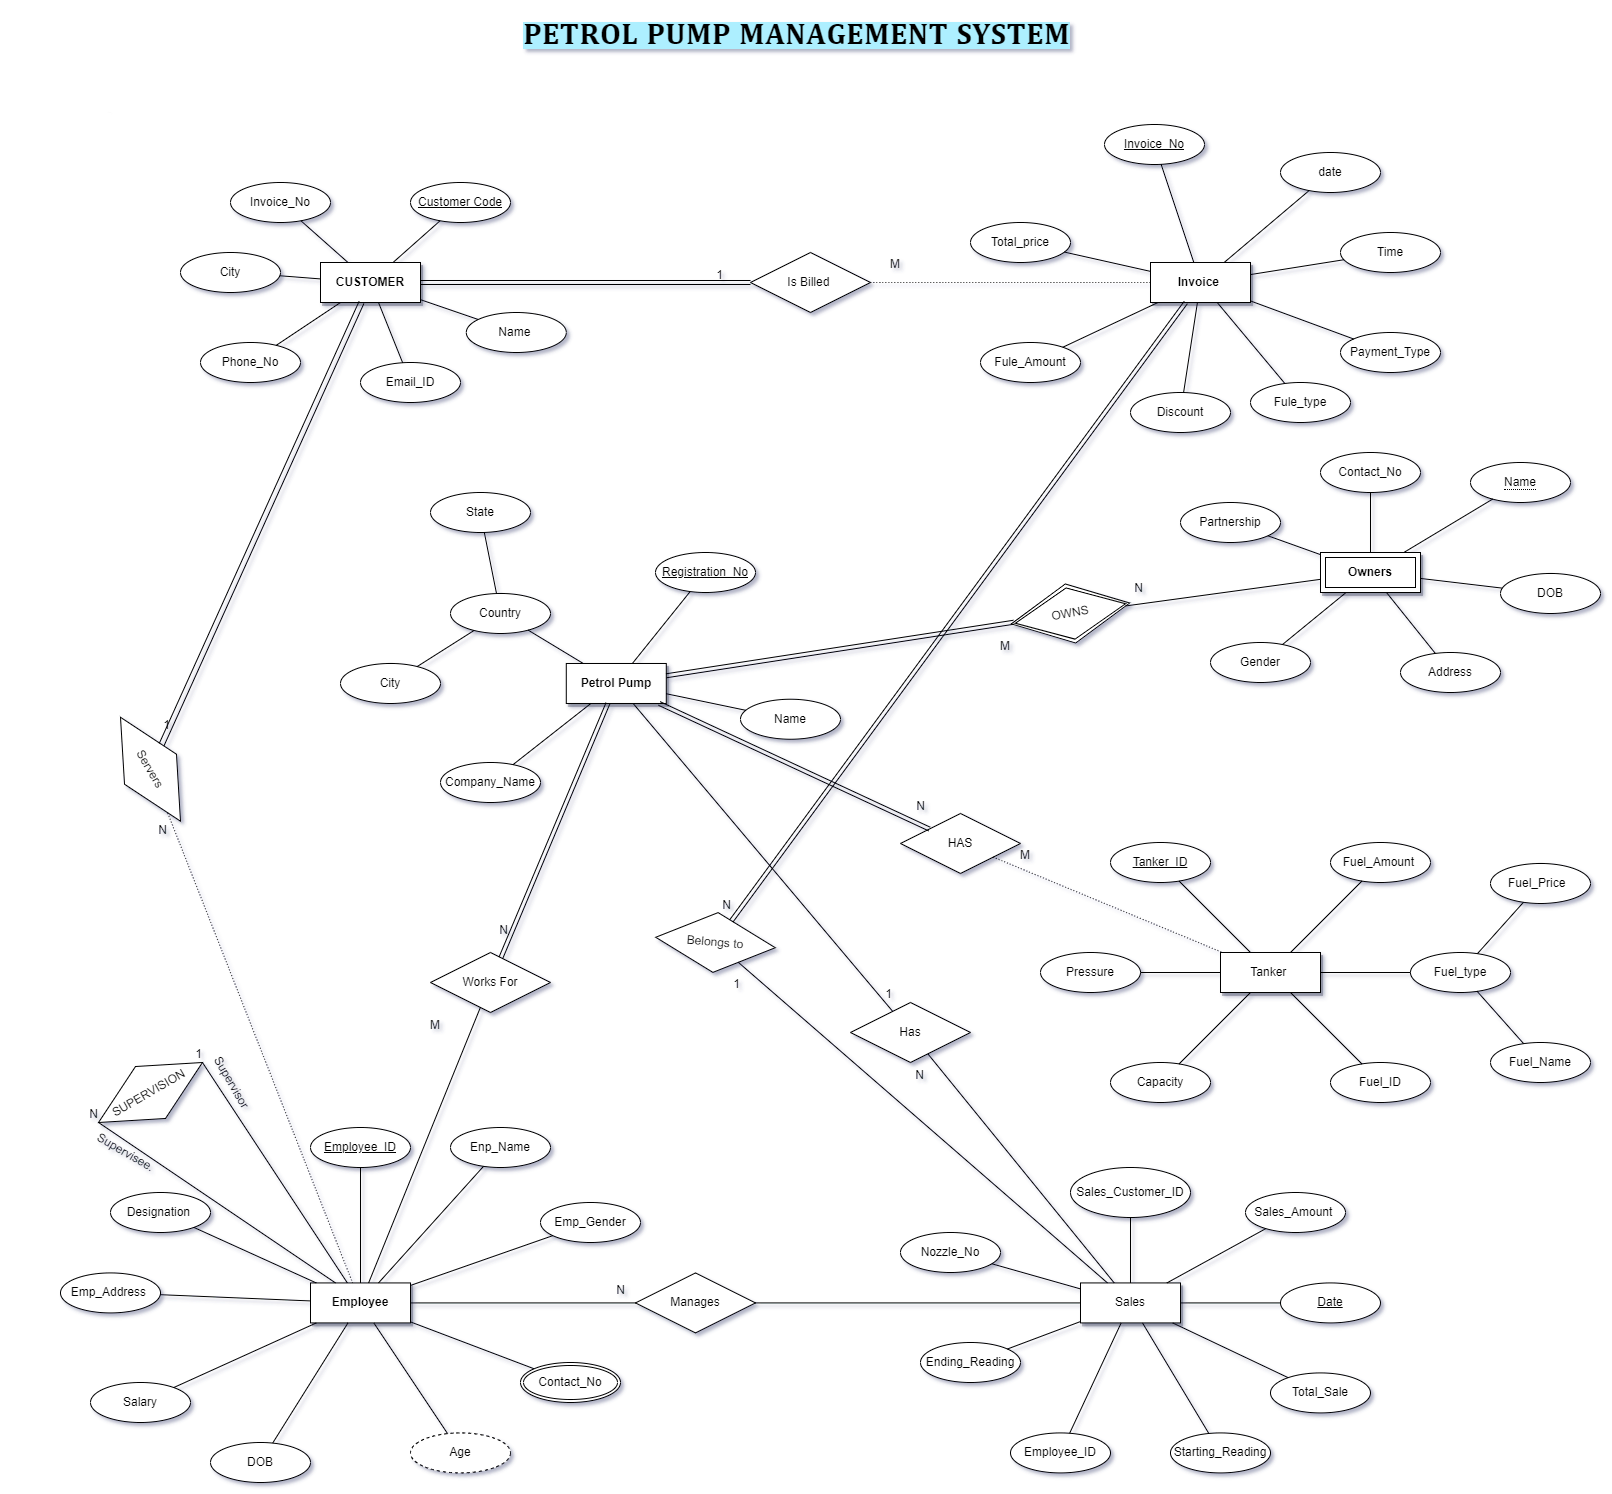 PETROL PUMP MANAGEMENT SYSTEM
Invoice_No
date
Invoice_No
Customer Code
Total_price
Time
City
CUSTOMER
1
Is Billed
M
Invoice
Name
Phone_No
Email_ID
Fule_Amount
Payment_Type
Discount
Fule_type
Contact_No
Name
State
Partnership
Registration_No
Owners
Country
OWNS
N
DOB
M
City
Petrol Pump
Gender
Address
Name
1
Servers
Company_Name
N
N
HAS
M
Tanker_ID
Fuel_Amount
Fuel_Price
N
N
Belongs to
Works For
1
1
Pressure
Tanker
Fuel_type
M
Has
N
1
Supervisor
SUPERVISION
N
Supervisee.
Capacity
Fuel_ID
Fuel_Name
Employee_ID
Enp_Name
Designation
Emp_Gender
Sales_Customer_ID
Sales_Amount
Nozzle_No
Emp_Address
Employee
N
Manages
Sales
Date
Ending_Reading
Contact_No
Salary
Total_Sale
DOB
Age
Employee_ID
Starting_Reading